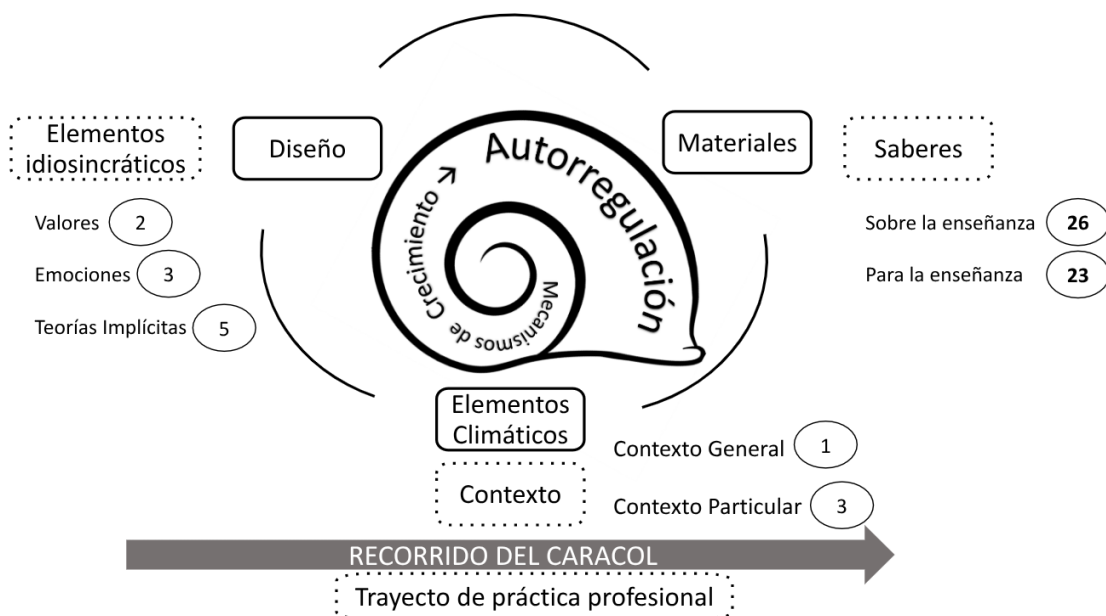 Elementos
idiosincráticos
Diseño
Valores 2
Emociones 3
Teorías Implícitas 5
Mecanismos de Crecimiento →
Autorregulación
Materiales
Saberes
Sobre la enseñanza 26
Para la enseñanza 23
Elementos
Climáticos
Contexto
Contexto General 1
Contexto Particular 3
RECORRIDO DEL CARACOL
Trayecto de práctica profesional